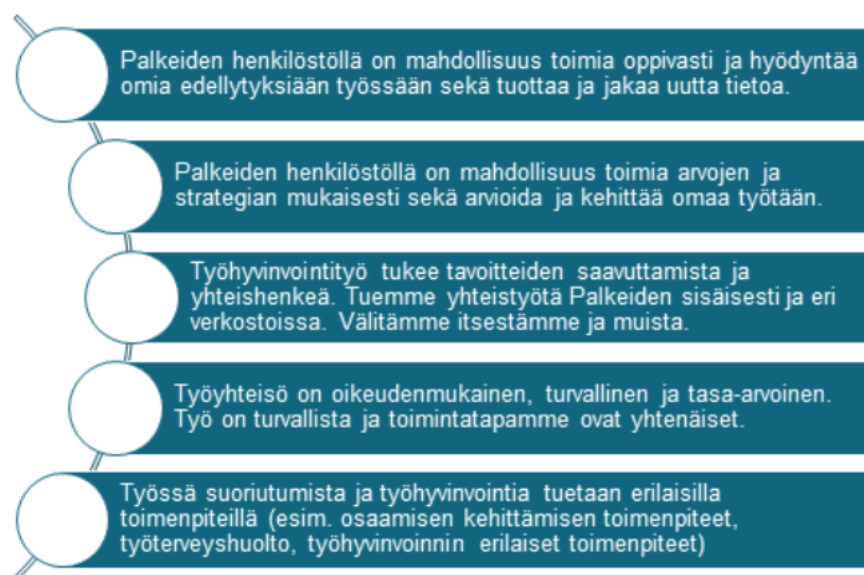 Palkeiden henkilöstöllä on mahdollisuus toimia oppivasti ja hyödyntää
omia edellytyksiään työssään sekä tuottaa ja jakaa uutta tietoa.
Palkeiden henkilöstöllä on mahdollisuus toimia arvojen ja
strategian mukaisesti sekä arvioida ja kehittää omaa työtään.
Työhyvinvointityö tukee tavoitteiden saavuttamista ja
yhteishenkeä. Tuemme yhteistyötä Palkeiden sisäisesti ja eri
verkostoissa. Välitämme itsestämme ja muista.
Työyhteisö on oikeudenmukainen, turvallinen ja tasa-arvoinen.
Työ on turvallista ja toimintatapamme ovat yhtenäiset.
Työssä suoriutumista ja työhyvinvointia tuetaan erilaisilla
toimenpiteillä (esim. osaamisen kehittämisen toimenpiteet,
työterveyshuolto, työhyvinvoinnin erilaiset toimenpiteet)